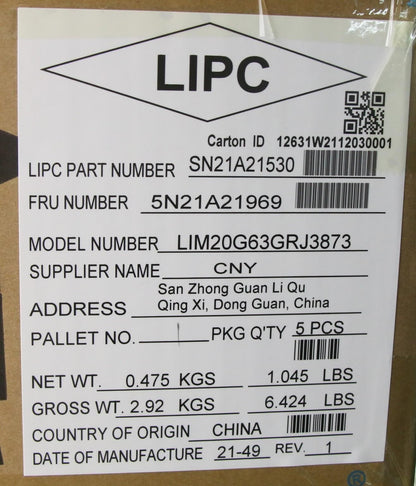 LIPC
Carton ID 12631W2112030001
LIPC PART NUMBER SN21A21530
FRU NUMBER 5N21A21969
MODEL NUMBER LIM20G63GRJ3873
SUPPLIER NAME CNY
ADDRESS San Zhong Guan Li Qu
Qing Xi, Dong Guan, China
PALLET NO. PKG Q'TY 5 PCS
NET WT. 0.475 KGS 1.045 LBS
GROSS WT. 2.92 KGS 6.424 LBS
COUNTRY OF ORIGIN CHINA
DATE OF MANUFACTURE 21-49 REV. 1
®